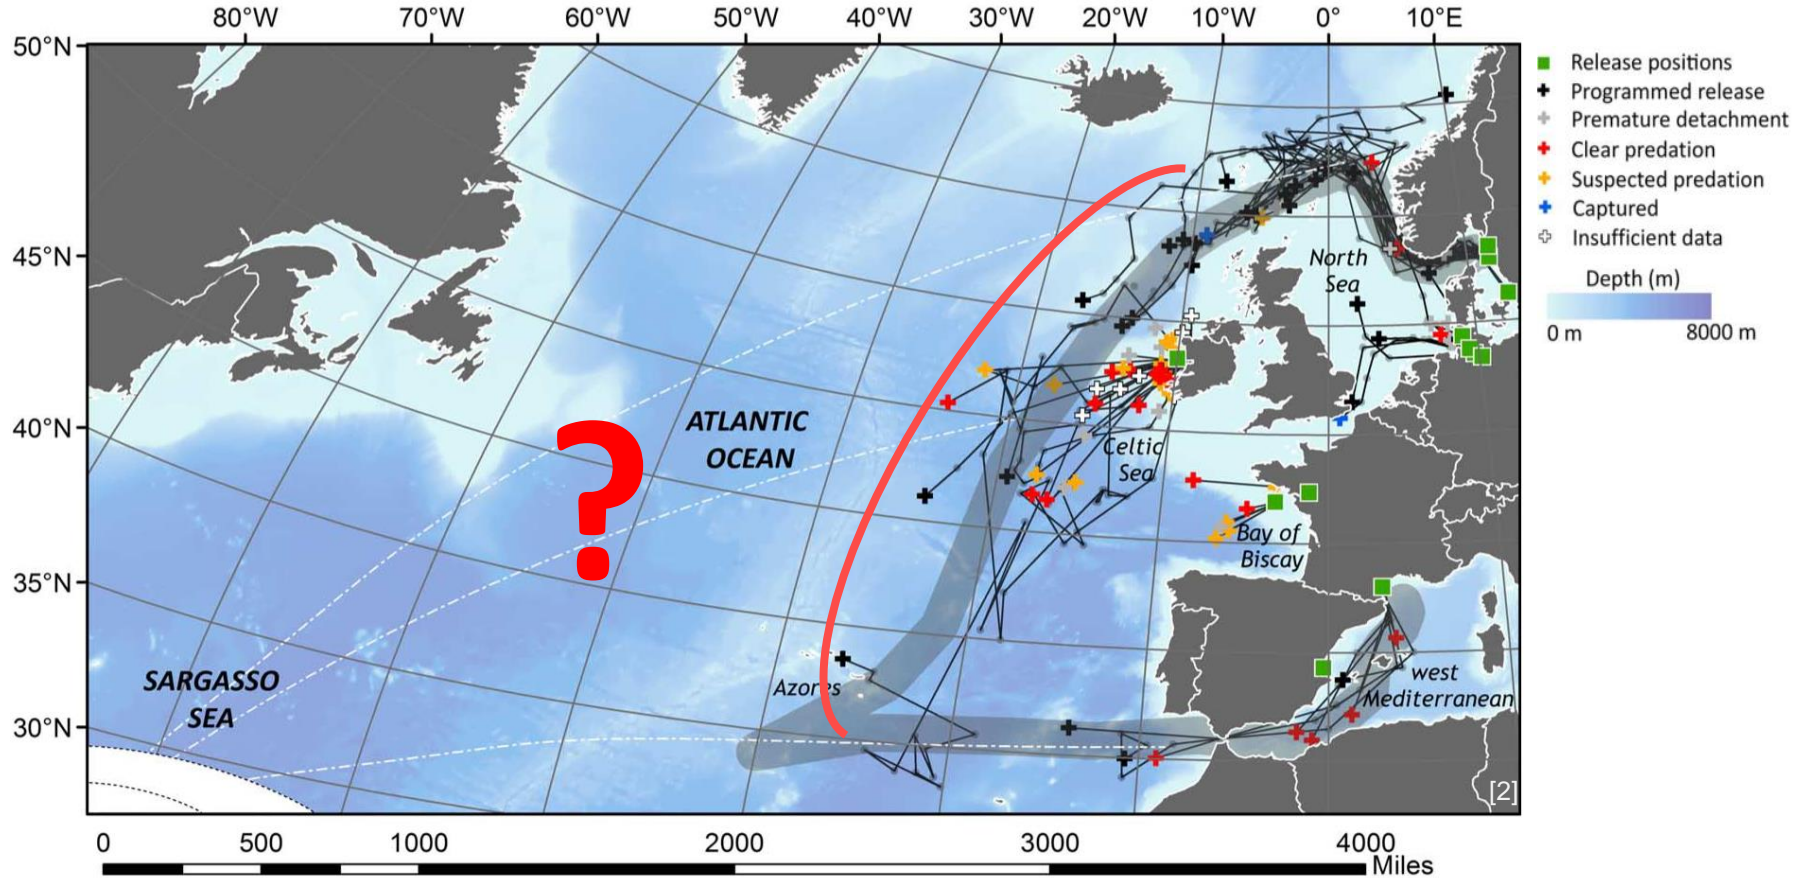 80°W 70°W 60°W 50°W 40°W 30°W 20°W 10°W 0° 10°E
50°N
45°N
40°N
35°N
30°N
Release positions
Programmed release
Premature detachment
Clear predation
Suspected predation
Captured
Insufficient data
Depth (m)
0 m 8000 m
North
Sea
ATLANTIC
OCEAN
?
Celtic
Sea
Bay of
Biscay
SARGASSO
SEA
Azores
west
Mediterranean
[2]
0 500 1000 2000 3000 4000
Miles